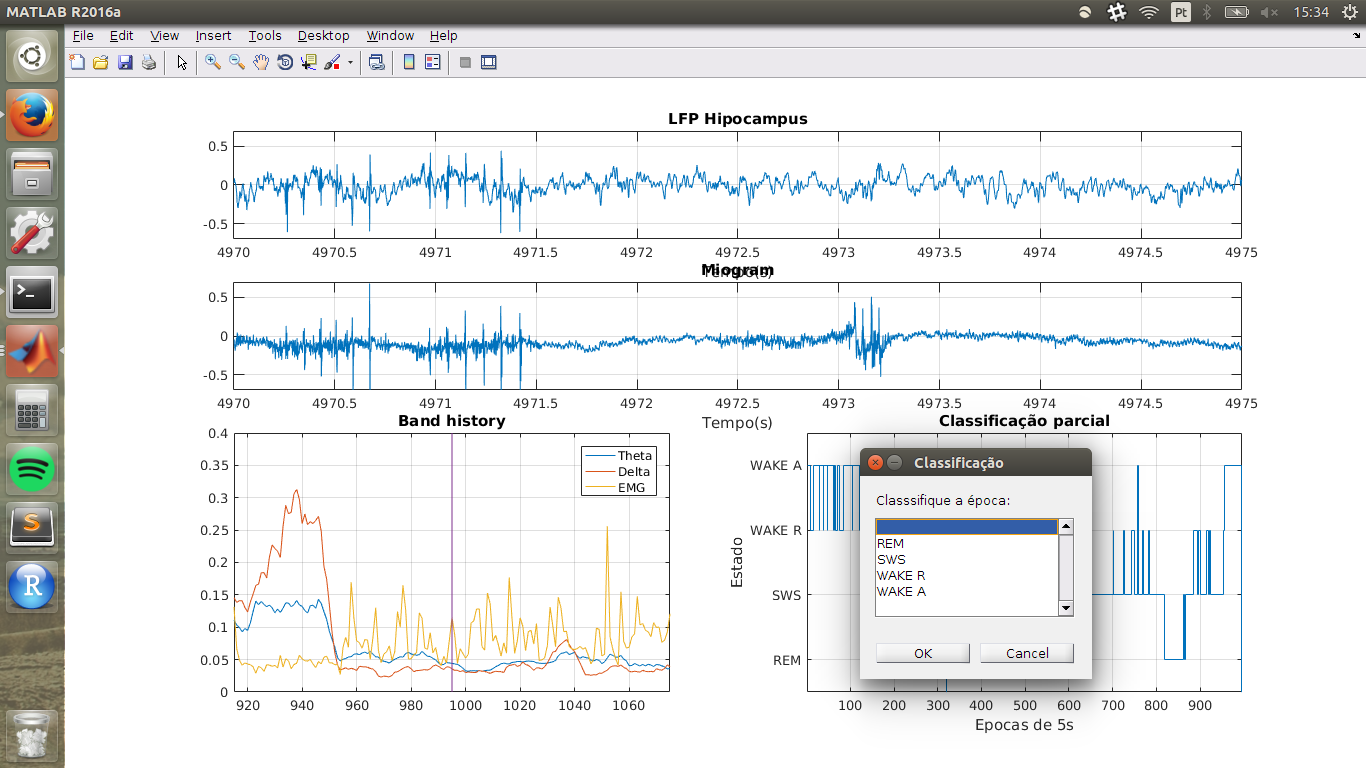 MATLAB R2016a
Pt
15:34
File Edit View Insert Tools Desktop Window Help
LFP Hipocampus
0.5
0
-0.5
4970 4970.5 4971 4971.5 4972 4972.5 4973 4973.5 4974 4974.5 4975
Tempo(s)
Miogram
0.5
0
-0.5
4970 4970.5 4971 4971.5 4972 4972.5 4973 4973.5 4974 4974.5 4975
Tempo(s)
Band history
0.4
0.35
0.3
0.25
0.2
0.15
0.1
0.05
0
920 940 960 980 1000 1020 1040 1060
Theta
Delta
EMG
Classificação parcial
WAKE A
WAKE R
SWS
REM
Estado
100 200 300 400 500 600 700 800 900
Epocas de 5s
Classificação
Classsifique a época:
REM
SWS
WAKE R
WAKE A
OK Cancel
S
R